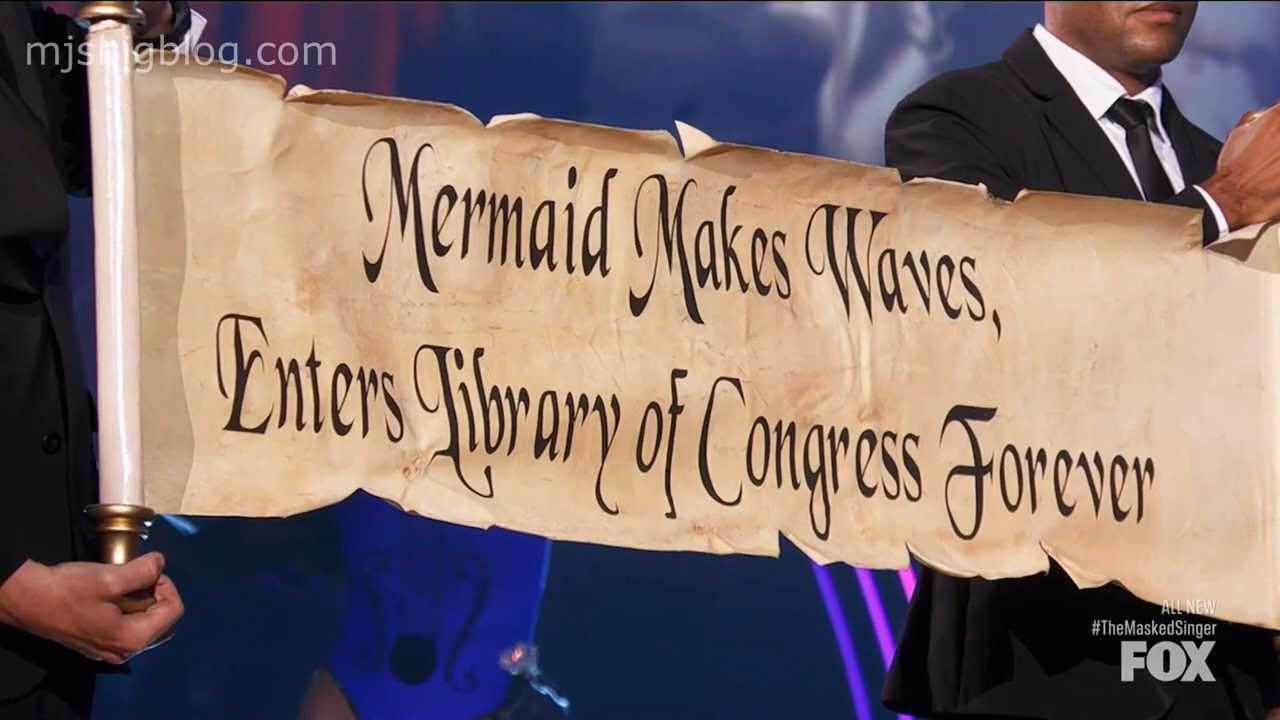 mjsbigblog.com
Mermaid Makes Waves,
Enters Library of Congress Forever
ALL NEW
#TheMaskedSinger
FOX